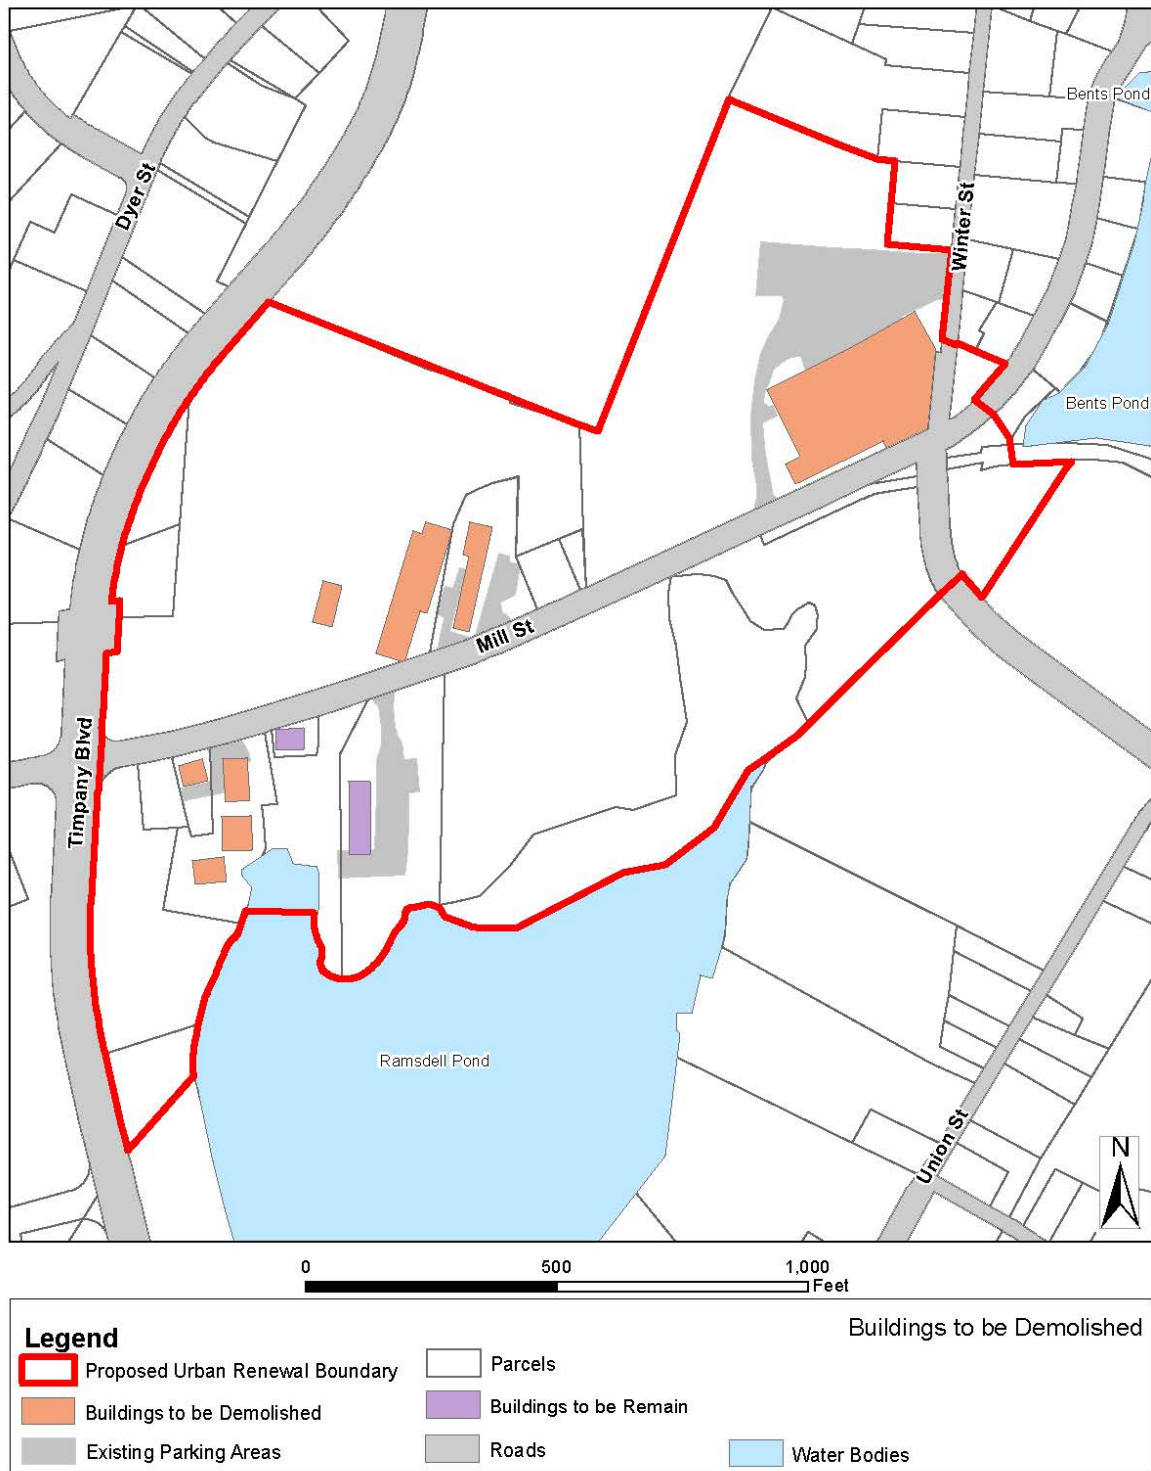 Bents Pond
Dyer St
Winter St
Bents Pond
Mill St
Timpany Blvd
Ramsdell Pond
Union St
N
0 500 1,000
Feet
Buildings to be Demolished
Legend
Proposed Urban Renewal Boundary
Parcels
Buildings to be Demolished
Buildings to be Remain
Existing Parking Areas
Roads
Water Bodies